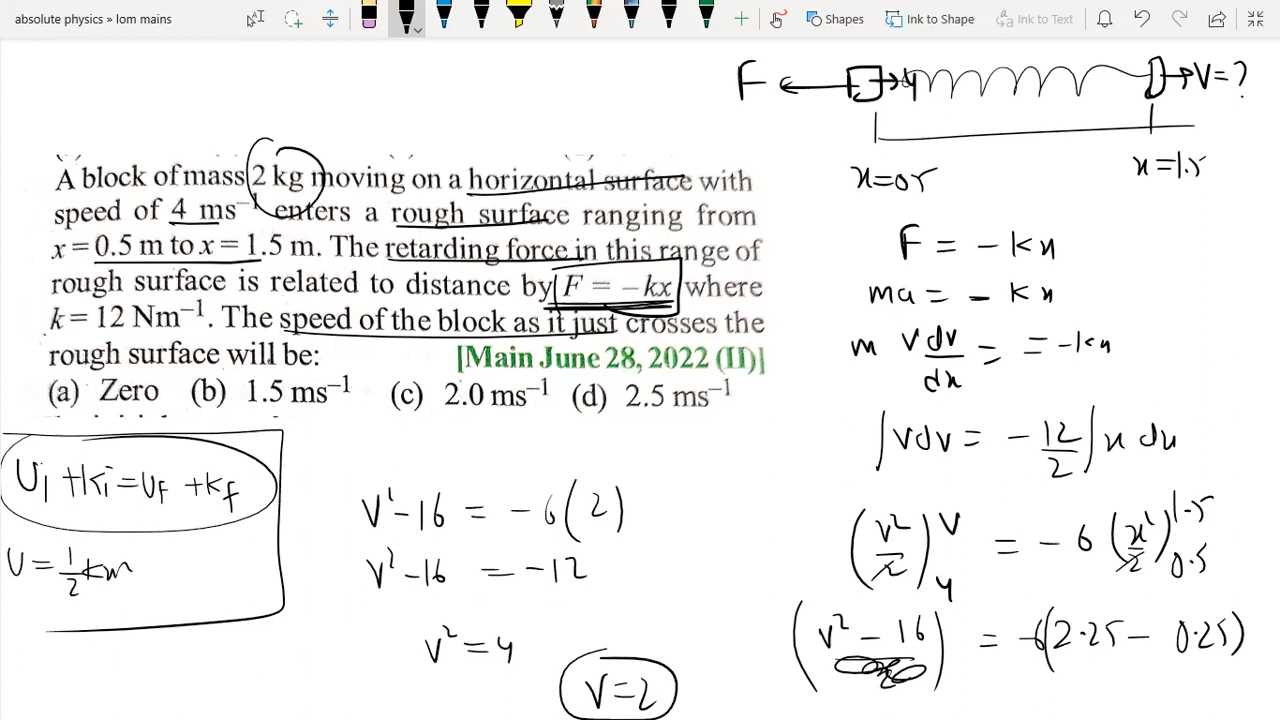 absolute physics » lom mains
Shapes
Ink to Shape
Ink to Text
F
4
V=?
x=0.5
x=1.5
A block of mass 2 kg moving on a horizontal surface with
speed of 4 ms⁻¹ enters a rough surface ranging from
x = 0.5 m to x = 1.5 m. The retarding force in this range of
rough surface is related to distance by F = −kx where
k = 12 Nm⁻¹. The speed of the block as it just crosses the
rough surface will be: [Main June 28, 2022 (II)]
(a) Zero (b) 1.5 ms⁻¹ (c) 2.0 ms⁻¹ (d) 2.5 ms⁻¹
F = - kx
ma = - kx
m v dv/dx = = -kx
∫vdv = - 12/2 ∫x dx
(v²/2)⁠ᵛ₄ = - 6 (x²/2) 1.5 0.5
(v² - 16) = -6(2.25 - 0.25)
Ui + Ki = Uf + Kf
v² - 16 = - 6(2)
v² - 16 = -12
v² = 4
V=2